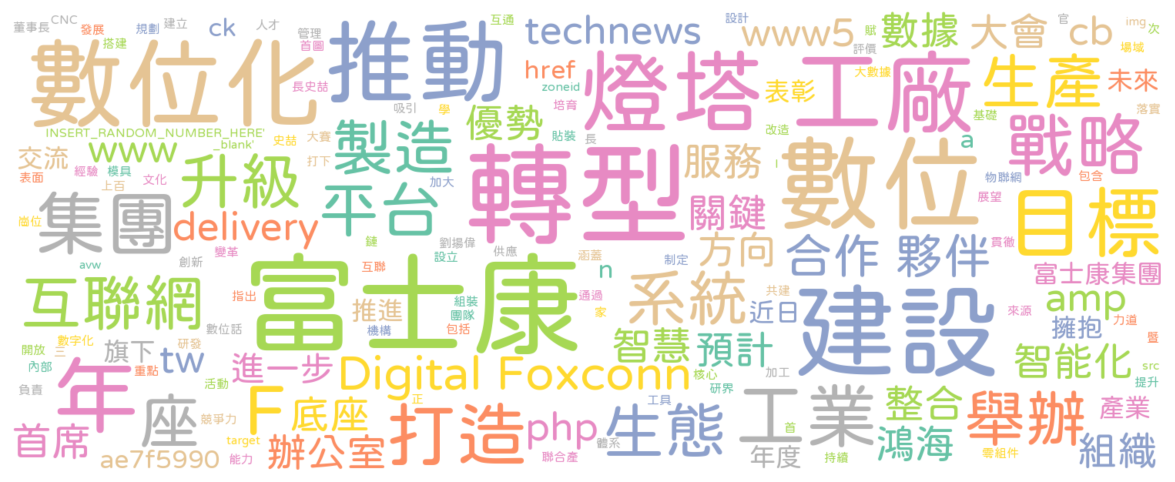 董事長 CNC 發展 規劃 建立 ck 人才 管理 首圖 互通 technews 設計 www5 賦 數據 官 大會 cb img 次
搭建 數位化 長史喆 推動 href zoneid 燈塔 評價 大數據 工廠 生產 場域 未來
吸引 學 優勢 培育 表彰 基礎 落實
INSERT_RANDOM_NUMBER_HERE' _blank' 史喆 大賽 製造 貼裝 長 改造 a 戰略
www 交流 經驗 模具 升級 打下 轉型 服務 數位 物聯網 包含
表面 上百 文化 平台 加大 關鍵 展望 目標
崗位 集團 delivery 變革 鏈 劉揚偉 供應 方向 合作 夥伴 貫徹
avw 創新 互聯 設立 涵蓋 n 制定 富士康集團
互聯網 指出 富士康 組裝 通過 系統 共建 建設 amp 來源
數位話 推進 團隊 家 近日 擁抱 力道
開放 數字化 三 旗下 研發 機構 包括 智慧 預計 智能化 暨
內部 年 重點 tw 進一步 Digital Foxconn 核心 加工 src
負責 座 活動 F 底座 正 研界 工業 整合 提升
首席 競爭力 打造 php 生態 工具 首 舉辦 產業
target 辦公室 體系 鴻海 組織
ae7f5990 能力 聯合產 年度 持續 零組件